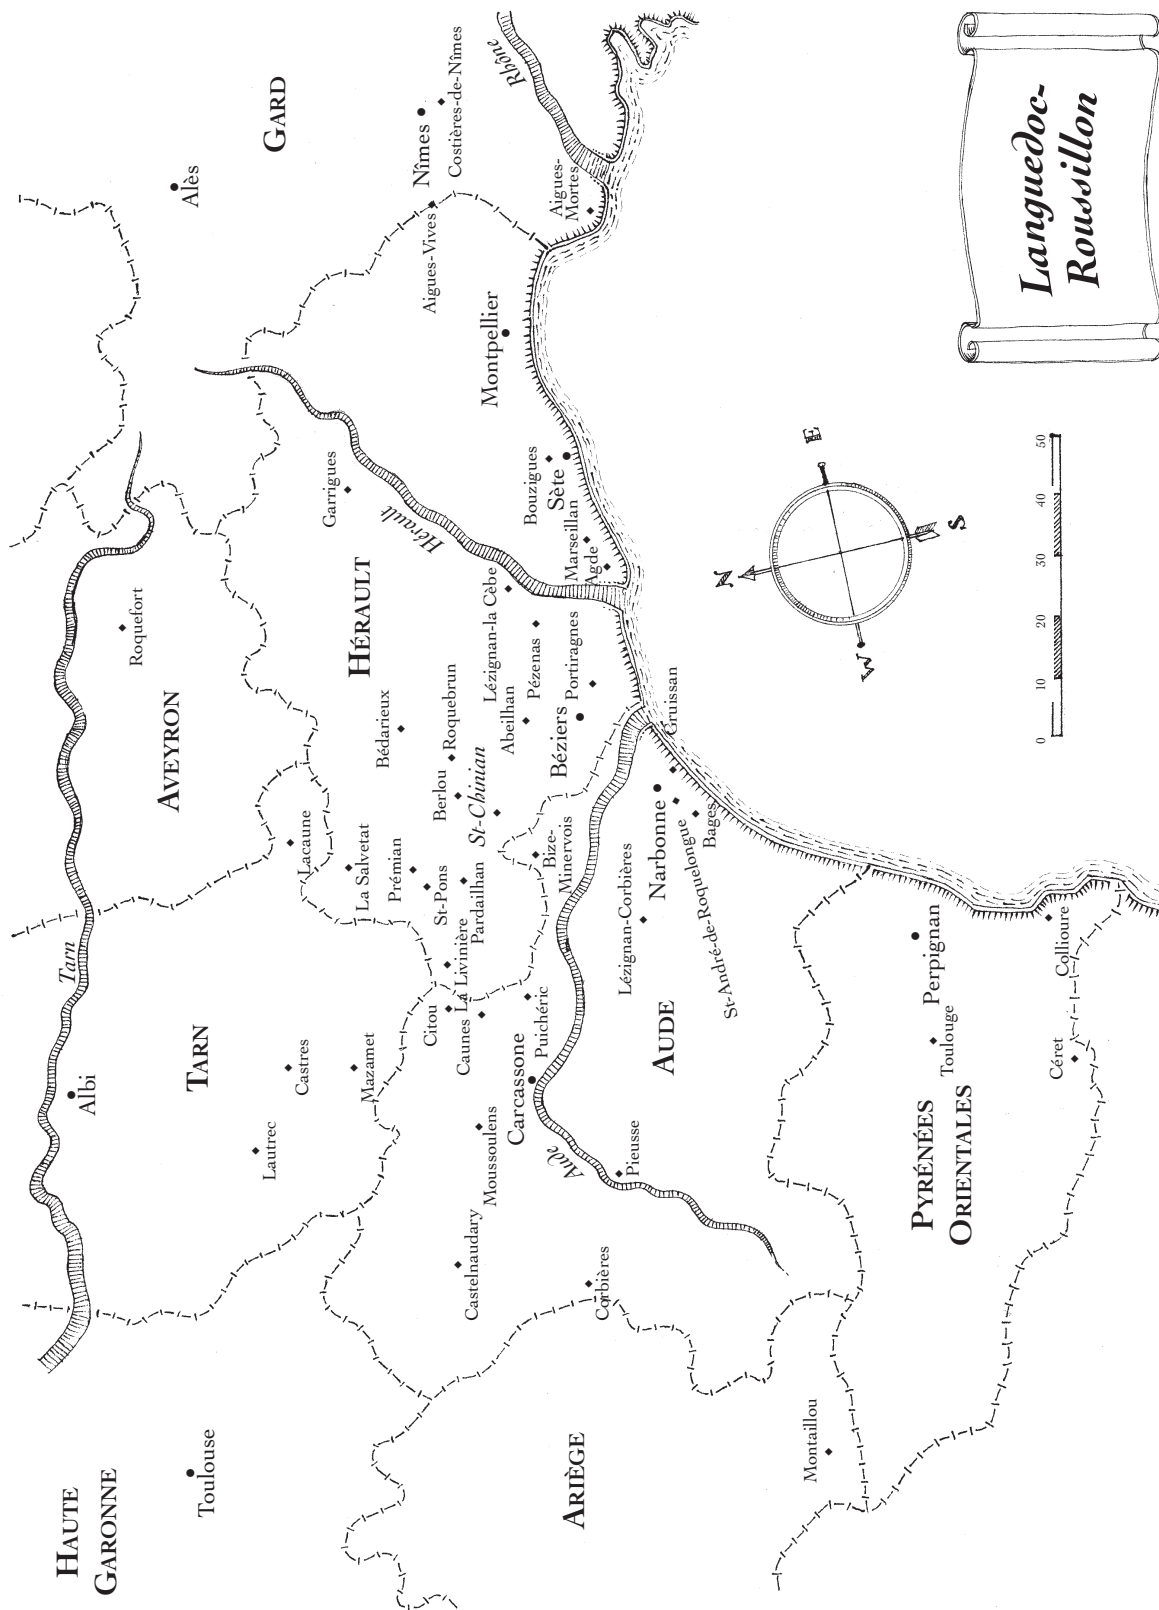 Languedoc-
Roussillon
HAUTE
GARONNE
Toulouse
ARIÈGE
Montaillou
TARN
Tarn
Albi
Lautrec
Castres
Mazamet
Lacaune
AVEYRON
Roquefort
Alès
GARD
Nîmes
Costières-de-Nîmes
Aigues-Vives
Aigues-
Mortes
Rhône
Montpellier
Garrigues
Hérault
HÉRAULT
Bouzigues
Sète
Marseillan
Agde
Lézignan-la Cèbe
Pézenas
Portiragnes
Abeilhan
Béziers
Bédarieux
Roquebrun
Berlou
St-Chinian
La Salvetat
Prémian
St-Pons
Pardailhan
La Livinière
Bize-
Minervois
Citou
Caunes
Puichéric
Carcassonne
Moussoulens
Castelnaudary
Corbières
Aude
Pieusse
AUDE
Lézignan-Corbières
Narbonne
St-André-de-Roquelongue
Bages
Gruissan
PYRÉNÉES
ORIENTALES
Perpignan
Toulouge
Céret
Collioure
N
E
S
W
0
10
20
30
40
50